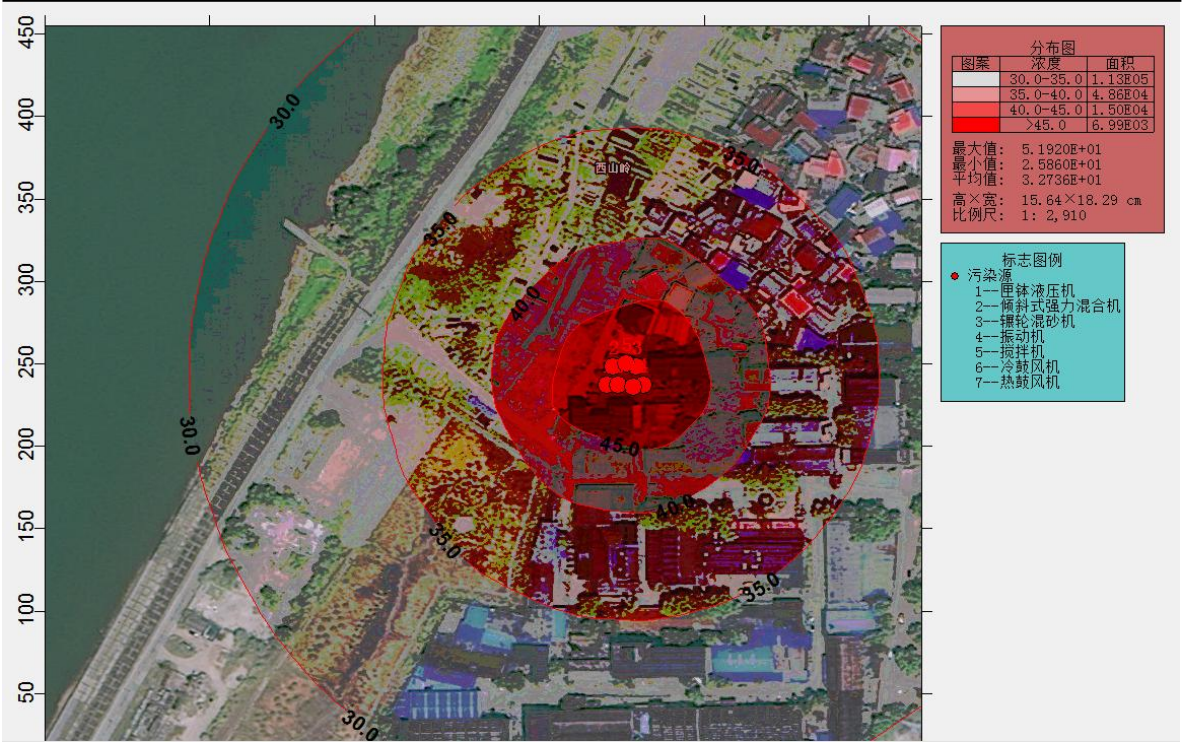 450
400
350
300
250
200
150
100
50
30.0
35.0
西山岭
35.0
40.0
30.0
45.0
40.0
35.0
35.0
30.0
分布图
图案 浓度 面积
30.0-35.0 1.13E05
35.0-40.0 4.86E04
40.0-45.0 1.50E04
>45.0 6.99E03
最大值: 5.1920E+01
最小值: 2.5860E+01
平均值: 3.2736E+01
高×宽: 15.64×18.29 cm
比例尺: 1: 2,910
标志图例
污染源
1--匣钵液压机
2--倾斜式强力混合机
3--辗轮混砂机
4--振动机
5--搅拌机
6--冷鼓风机
7--热鼓风机